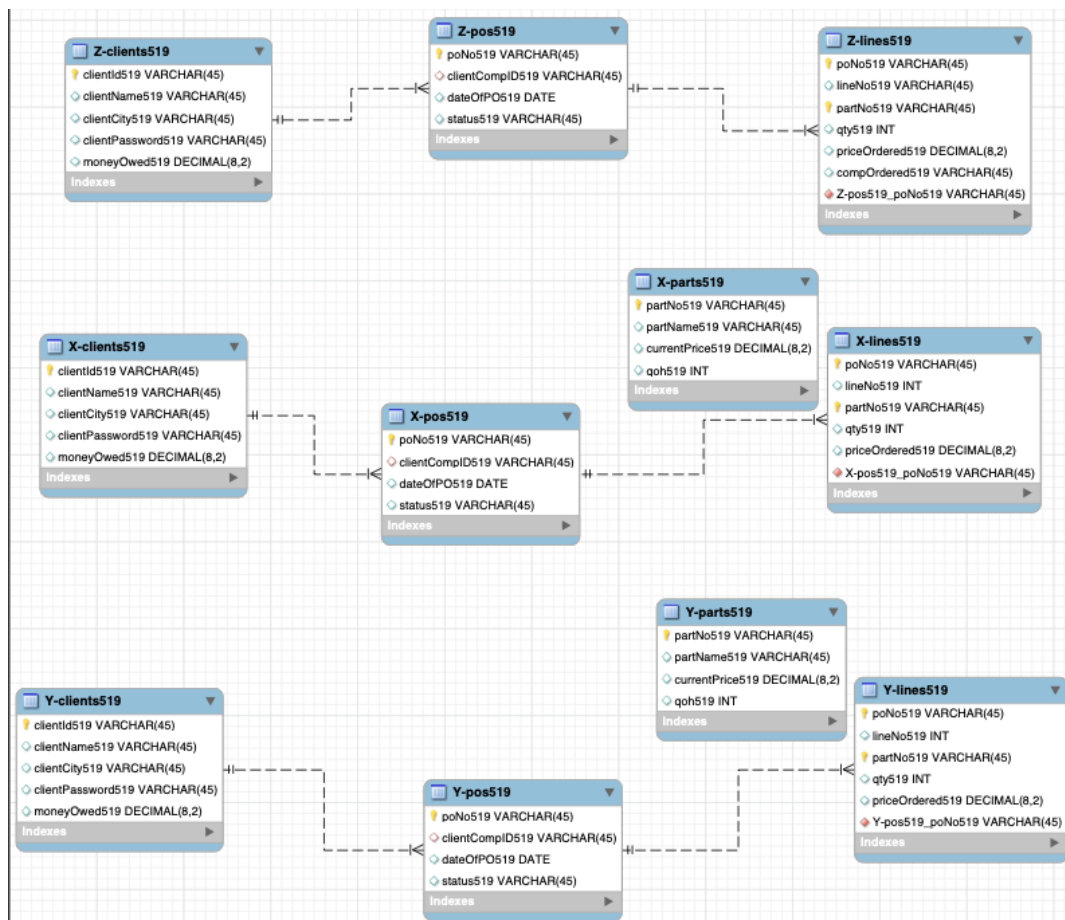 Z-clients519
clientId519 VARCHAR(45)
clientName519 VARCHAR(45)
clientCity519 VARCHAR(45)
clientPassword519 VARCHAR(45)
moneyOwed519 DECIMAL(8,2)
Indexes
Z-pos519
poNo519 VARCHAR(45)
clientCompID519 VARCHAR(45)
dateOfPO519 DATE
status519 VARCHAR(45)
Indexes
Z-lines519
poNo519 VARCHAR(45)
lineNo519 VARCHAR(45)
partNo519 VARCHAR(45)
qty519 INT
priceOrdered519 DECIMAL(8,2)
compOrdered519 VARCHAR(45)
Z-pos519_poNo519 VARCHAR(45)
Indexes
X-parts519
partNo519 VARCHAR(45)
partName519 VARCHAR(45)
currentPrice519 DECIMAL(8,2)
qoh519 INT
Indexes
X-clients519
clientId519 VARCHAR(45)
clientName519 VARCHAR(45)
clientCity519 VARCHAR(45)
clientPassword519 VARCHAR(45)
moneyOwed519 DECIMAL(8,2)
Indexes
X-pos519
poNo519 VARCHAR(45)
clientCompID519 VARCHAR(45)
dateOfPO519 DATE
status519 VARCHAR(45)
Indexes
X-lines519
poNo519 VARCHAR(45)
lineNo519 INT
partNo519 VARCHAR(45)
qty519 INT
priceOrdered519 DECIMAL(8,2)
X-pos519_poNo519 VARCHAR(45)
Indexes
Y-parts519
partNo519 VARCHAR(45)
partName519 VARCHAR(45)
currentPrice519 DECIMAL(8,2)
qoh519 INT
Indexes
Y-clients519
clientId519 VARCHAR(45)
clientName519 VARCHAR(45)
clientCity519 VARCHAR(45)
clientPassword519 VARCHAR(45)
moneyOwed519 DECIMAL(8,2)
Indexes
Y-pos519
poNo519 VARCHAR(45)
clientCompID519 VARCHAR(45)
dateOfPO519 DATE
status519 VARCHAR(45)
Indexes
Y-lines519
poNo519 VARCHAR(45)
lineNo519 INT
partNo519 VARCHAR(45)
qty519 INT
priceOrdered519 DECIMAL(8,2)
Y-pos519_poNo519 VARCHAR(45)
Indexes